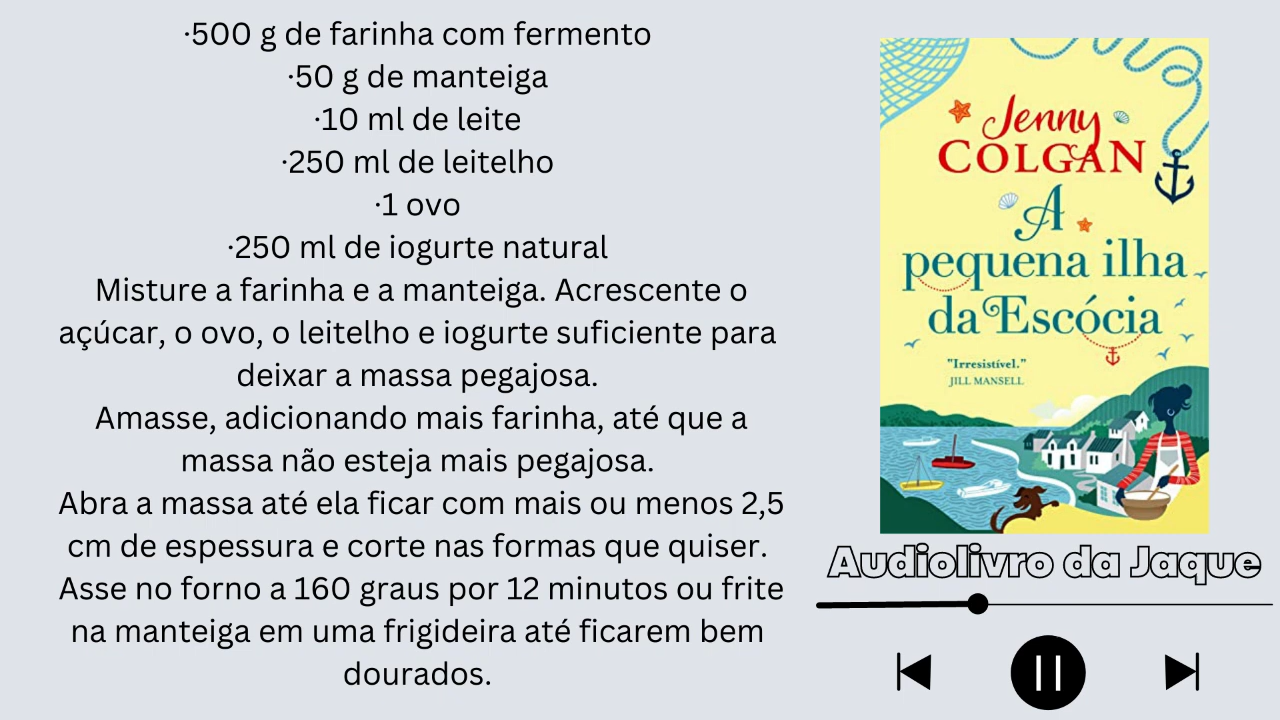 ·500 g de farinha com fermento
·50 g de manteiga
·10 ml de leite
·250 ml de leitelho
·1 ovo
·250 ml de iogurte natural
Misture a farinha e a manteiga. Acrescente o
açúcar, o ovo, o leitelho e iogurte suficiente para
deixar a massa pegajosa.
Amasse, adicionando mais farinha, até que a
massa não esteja mais pegajosa.
Abra a massa até ela ficar com mais ou menos 2,5
cm de espessura e corte nas formas que quiser.
Asse no forno a 160 graus por 12 minutos ou frite
na manteiga em uma frigideira até ficarem bem
dourados.
Jenny
COLGAN
A
pequena ilha
da Escócia
"Irresistível."
JILL MANSELL
Audiolivro da Jaque